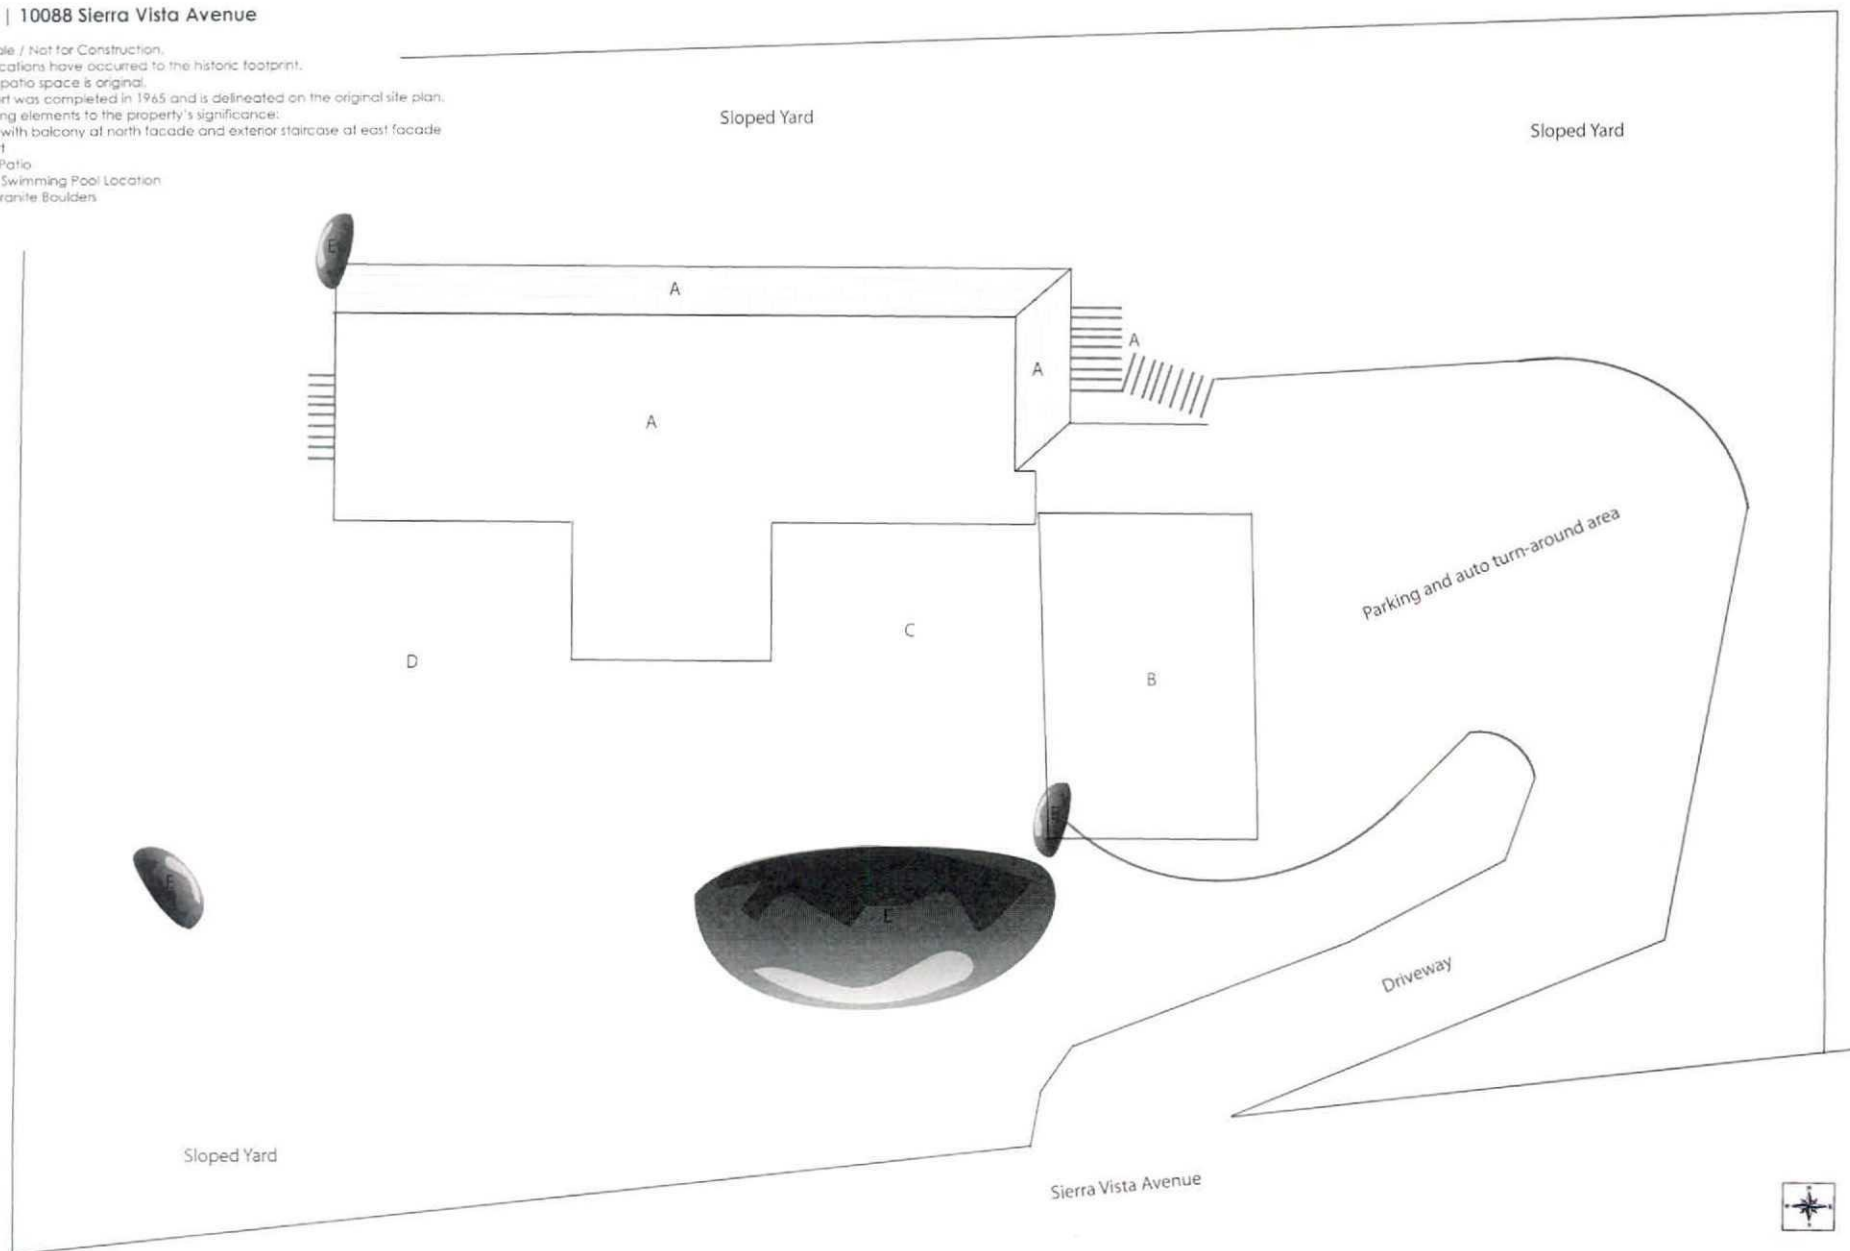 | 10088 Sierra Vista Avenue
ale / Not for Construction.
cations have occurred to the historic footprint.
patio space is original.
rt was completed in 1965 and is delineated on the original site plan.
ng elements to the property's significance:
with balcony at north facade and exterior staircase at east facade
t
Patio
Swimming Pool Location
ranite Boulders
Sloped Yard
Sloped Yard
E
A
A
A
A
Parking and auto turn-around area
C
D
B
E
E
E
Driveway
Sloped Yard
Sierra Vista Avenue